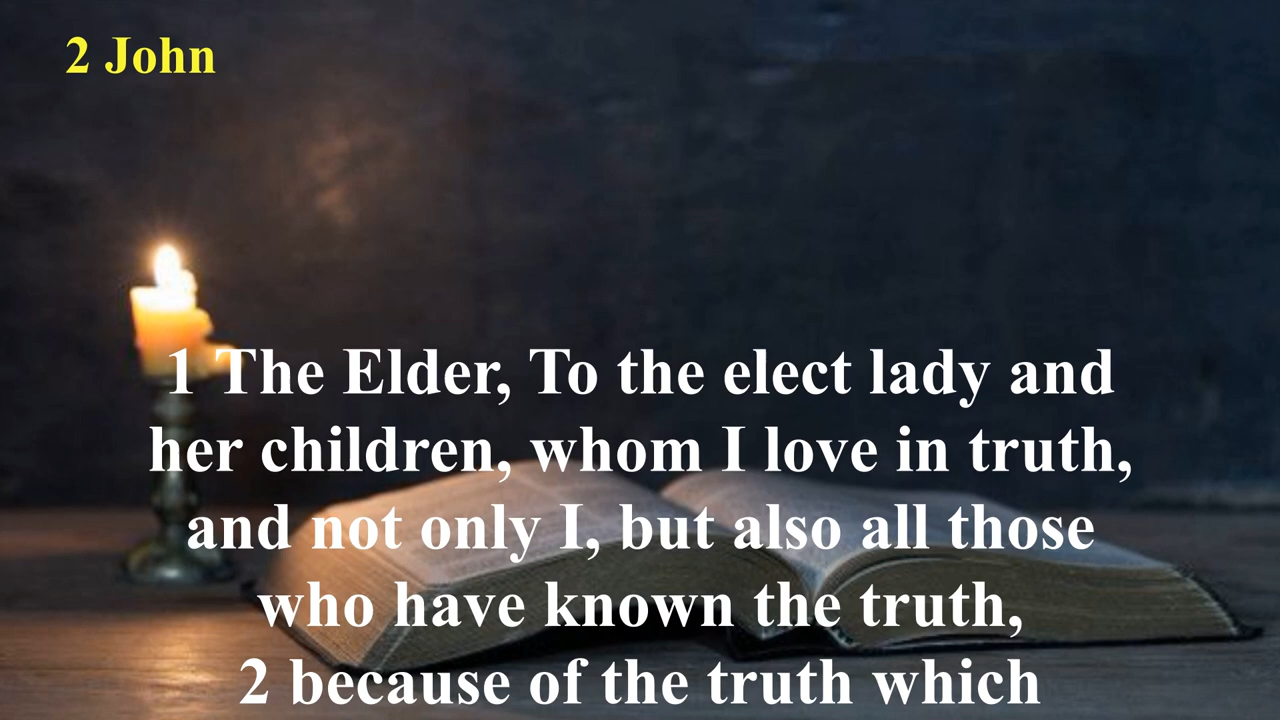 2 John
1 The Elder, To the elect lady and
her children, whom I love in truth,
and not only I, but also all those
who have known the truth,
2 because of the truth which